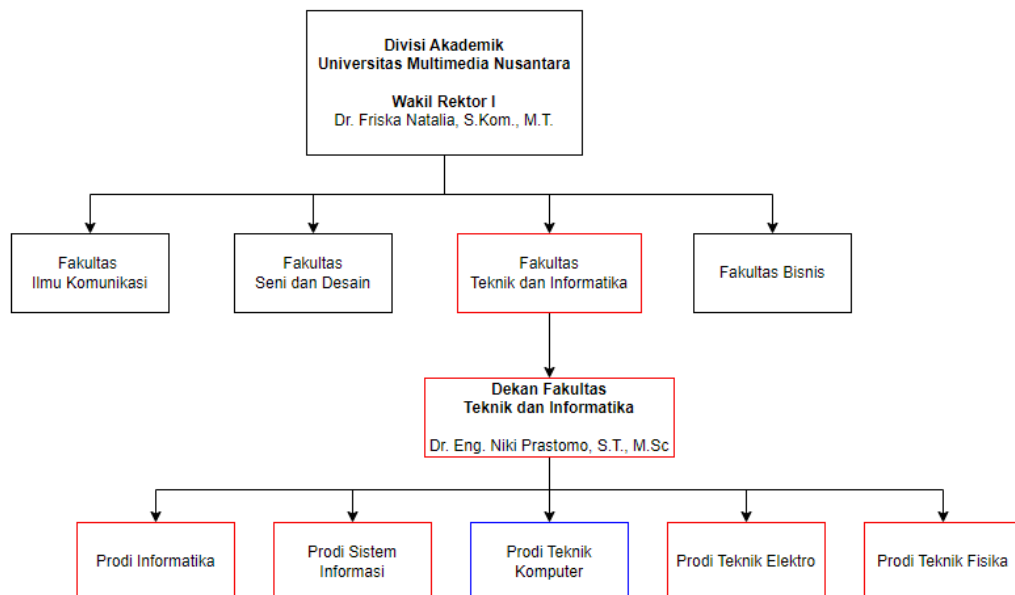 Divisi Akademik
Universitas Multimedia Nusantara
Wakil Rektor I
Dr. Friska Natalia, S.Kom., M.T.
Fakultas
Ilmu Komunikasi
Fakultas
Seni dan Desain
Fakultas
Teknik dan Informatika
Fakultas Bisnis
Dekan Fakultas
Teknik dan Informatika
Dr. Eng. Niki Prastomo, S.T., M.Sc
Prodi Informatika
Prodi Sistem
Informasi
Prodi Teknik
Komputer
Prodi Teknik Elektro
Prodi Teknik Fisika